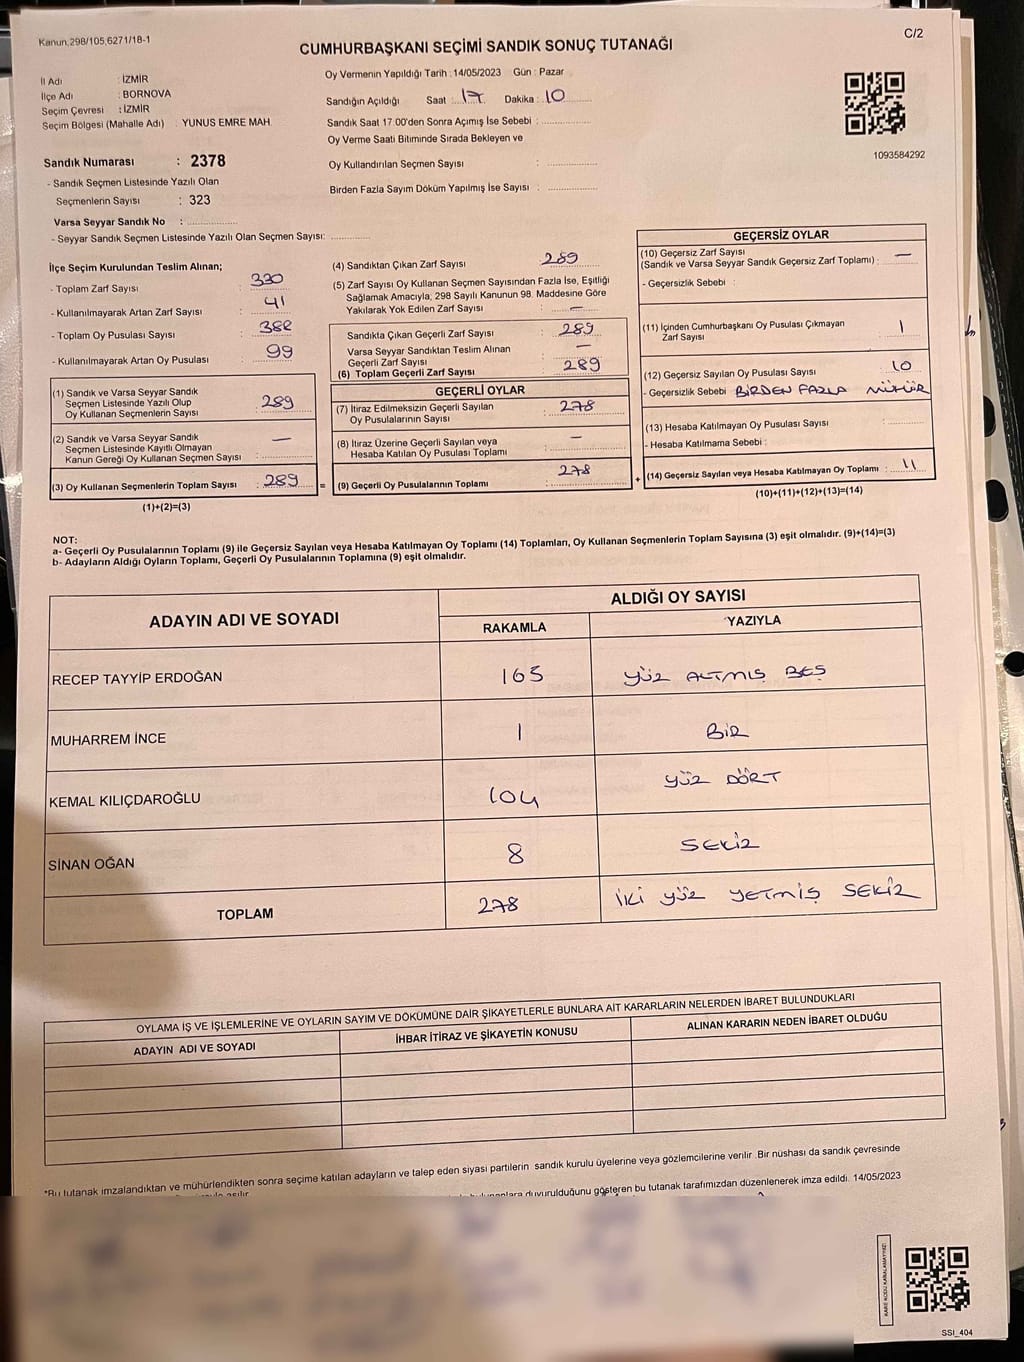 Kanun.298/105,6271/18-1
C/2
CUMHURBAŞKANI SEÇİMİ SANDIK SONUÇ TUTANAĞI
İl Adı : İZMİR
İlçe Adı : BORNOVA
Seçim Çevresi : İZMİR
Seçim Bölgesi (Mahalle Adı) : YUNUS EMRE MAH.
Oy Vermenin Yapıldığı Tarih : 14/05/2023 Gün : Pazar
Sandığın Açıldığı Saat : 17 Dakika : 10
Sandık Saat 17.00'den Sonra Açımış İse Sebebi :
Oy Verme Saati Bitiminde Sırada Bekleyen ve
Oy Kullandırılan Seçmen Sayısı :
Birden Fazla Sayım Döküm Yapılmış İse Sayısı :
1093584292
Sandık Numarası : 2378
- Sandık Seçmen Listesinde Yazılı Olan
Seçmenlerin Sayısı : 323
Varsa Seyyar Sandık No :
- Seyyar Sandık Seçmen Listesinde Yazılı Olan Seçmen Sayısı:
İlçe Seçim Kurulundan Teslim Alınan;
- Toplam Zarf Sayısı : 330
- Kullanılmayarak Artan Zarf Sayısı : 41
- Toplam Oy Pusulası Sayısı : 388
- Kullanılmayarak Artan Oy Pusulası : 99
(1) Sandık ve Varsa Seyyar Sandık
Seçmen Listesinde Yazılı Olup
Oy Kullanan Seçmenlerin Sayısı : 289
(2) Sandık ve Varsa Seyyar Sandık
Seçmen Listesinde Kayıtlı Olmayan
Kanun Gereği Oy Kullanan Seçmen Sayısı : —
(3) Oy Kullanan Seçmenlerin Toplam Sayısı : 289 =
(1)+(2)=(3)
(4) Sandıktan Çıkan Zarf Sayısı : 289
(5) Zarf Sayısı Oy Kullanan Seçmen Sayısından Fazla İse, Eşitliği
Sağlamak Amacıyla; 298 Sayılı Kanunun 98. Maddesine Göre
Yakılarak Yok Edilen Zarf Sayısı : —
Sandıkta Çıkan Geçerli Zarf Sayısı : 289
Varsa Seyyar Sandıktan Teslim Alınan
Geçerli Zarf Sayısı : —
(6) Toplam Geçerli Zarf Sayısı : 289
GEÇERLİ OYLAR
(7) İtiraz Edilmeksizin Geçerli Sayılan
Oy Pusulalarının Sayısı : 278
(8) İtiraz Üzerine Geçerli Sayılan veya
Hesaba Katılan Oy Pusulası Toplamı : —
(9) Geçerli Oy Pusulalarının Toplamı : 278 +
GEÇERSİZ OYLAR
(10) Geçersiz Zarf Sayısı
(Sandık ve Varsa Seyyar Sandık Geçersiz Zarf Toplamı) : —
- Geçersizlik Sebebi :
(11) İçinden Cumhurbaşkanı Oy Pusulası Çıkmayan
Zarf Sayısı : 1
(12) Geçersiz Sayılan Oy Pusulası Sayısı : 10
- Geçersizlik Sebebi BİRDEN FAZLA MÜHÜR
(13) Hesaba Katılmayan Oy Pusulası Sayısı :
- Hesaba Katılmama Sebebi :
(14) Geçersiz Sayılan veya Hesaba Katılmayan Oy Toplamı : 11
(10)+(11)+(12)+(13)=(14)
NOT:
a- Geçerli Oy Pusulalarının Toplamı (9) ile Geçersiz Sayılan veya Hesaba Katılmayan Oy Toplamı (14) Toplamları, Oy Kullanan Seçmenlerin Toplam Sayısına (3) eşit olmalıdır. (9)+(14)=(3)
b- Adayların Aldığı Oyların Toplamı, Geçerli Oy Pusulalarının Toplamına (9) eşit olmalıdır.
ADAYIN ADI VE SOYADI
ALDIĞI OY SAYISI
RAKAMLA YAZIYLA
RECEP TAYYİP ERDOĞAN 165 YÜZ ALTMIŞ BEŞ
MUHARREM İNCE 1 BİR
KEMAL KILIÇDAROĞLU 104 YÜZ DÖRT
SİNAN OĞAN 8 SEKİZ
TOPLAM 278 İKİ YÜZ YETMİŞ SEKİZ
OYLAMA İŞ VE İŞLEMLERİNE VE OYLARIN SAYIM VE DÖKÜMÜNE DAİR ŞİKAYETLERLE BUNLARA AİT KARARLARIN NELERDEN İBARET BULUNDUKLARI
ADAYIN ADI VE SOYADI İHBAR İTİRAZ VE ŞİKAYETİN KONUSU ALINAN KARARIN NEDEN İBARET OLDUĞU
*Bu tutanak imzalandıktan ve mühürlendikten sonra seçime katılan adayların ve talep eden siyasi partilerin sandık kurulu üyelerine veya gözlemcilerine verilir. Bir nüshası da sandık çevresinde
duyurulduğunu gösteren bu tutanak tarafımızdan düzenlenerek imza edildi. 14/05/2023
KARE KODU KARALAMAYINIZ!
SSI_404